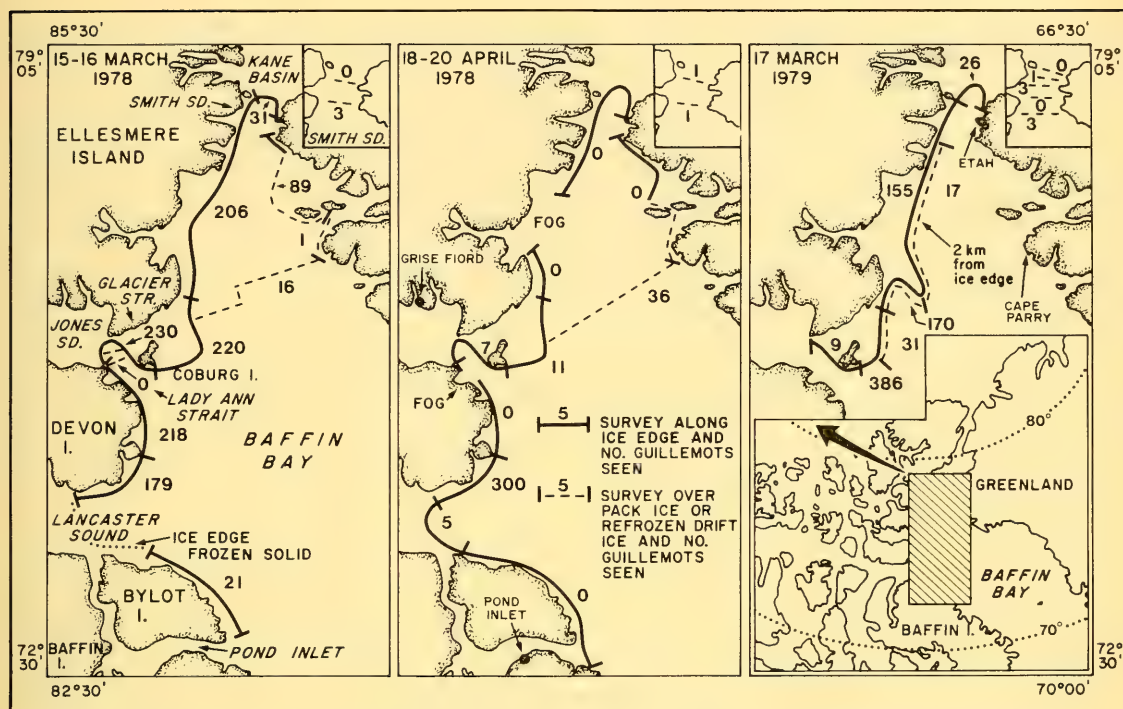 85°30'
66°30'
79°
05'
15-16 MARCH
1978
KANE
BASIN
SMITH SD.
31
0
3
SMITH SD.
ELLESMERE
ISLAND
206
89
1
16
GLACIER
STR.
JONES
SD.
230
220
0
COBURG I.
LADY ANN
STRAIT
DEVON
I.
218
BAFFIN
BAY
179
LANCASTER
SOUND
ICE EDGE
FROZEN SOLID
21
BYLOT
I.
BAFFIN
I.
POND INLET
72°
30'
82°30'
18-20 APRIL
1978
1
1
0
0
FOG
GRISE FIORD
0
36
7
11
FOG
0
5
SURVEY ALONG
ICE EDGE AND
NO. GUILLEMOTS
SEEN
300
5
SURVEY OVER
PACK ICE OR
REFROZEN DRIFT
ICE AND NO.
GUILLEMOTS
SEEN
5
0
POND
INLET
17 MARCH
1979
26
0
1
3
0
3
79°
05'
ETAH
155
17
2 km
from
ice edge
CAPE
PARRY
170
9
31
386
80°
GREENLAND
BAFFIN
BAY
BAFFIN I.
70°
72°
30'
70°00'